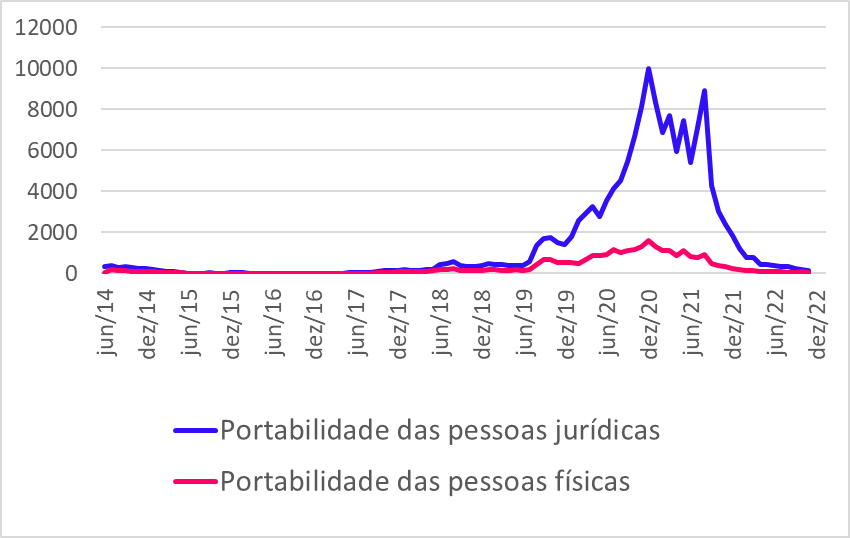 12000
10000
8000
6000
4000
2000
0
jun/14
dez/14
jun/15
dez/15
jun/16
dez/16
jun/17
dez/17
jun/18
dez/18
jun/19
dez/19
jun/20
dez/20
jun/21
dez/21
jun/22
dez/22
Portabilidade das pessoas jurídicas
Portabilidade das pessoas físicas